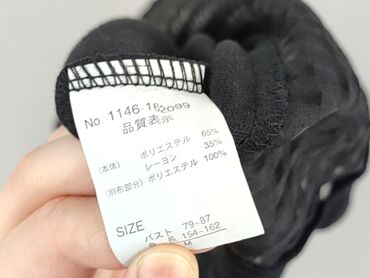 No 1146-162099
品質表示
(本体) ポリエステル 65%
レーヨン 35%
(別布部分) ポリエステル 100%
SIZE バスト 79-87
身 長 154-162
M